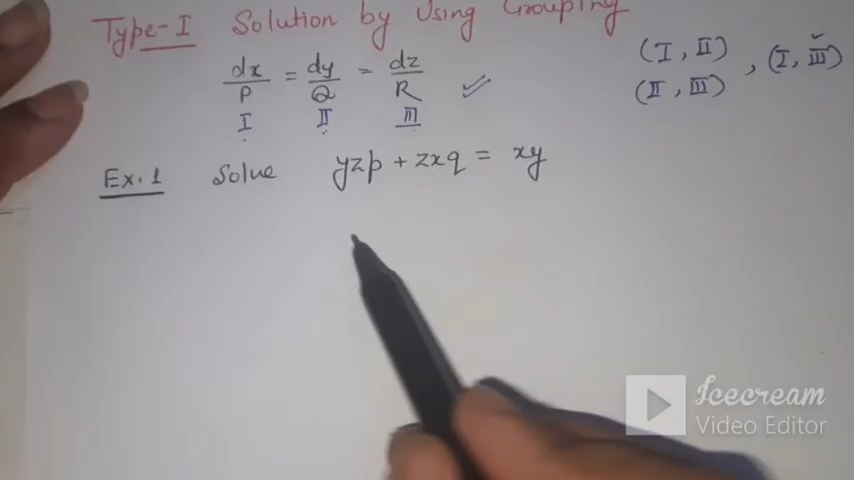 Type-I Solution by Using Grouping
dx/P = dy/Q = dz/R
I II III
(I, II), (I, III)
(II, III)
Ex.1 Solve yzp + zxq = xy
Icecream
Video Editor